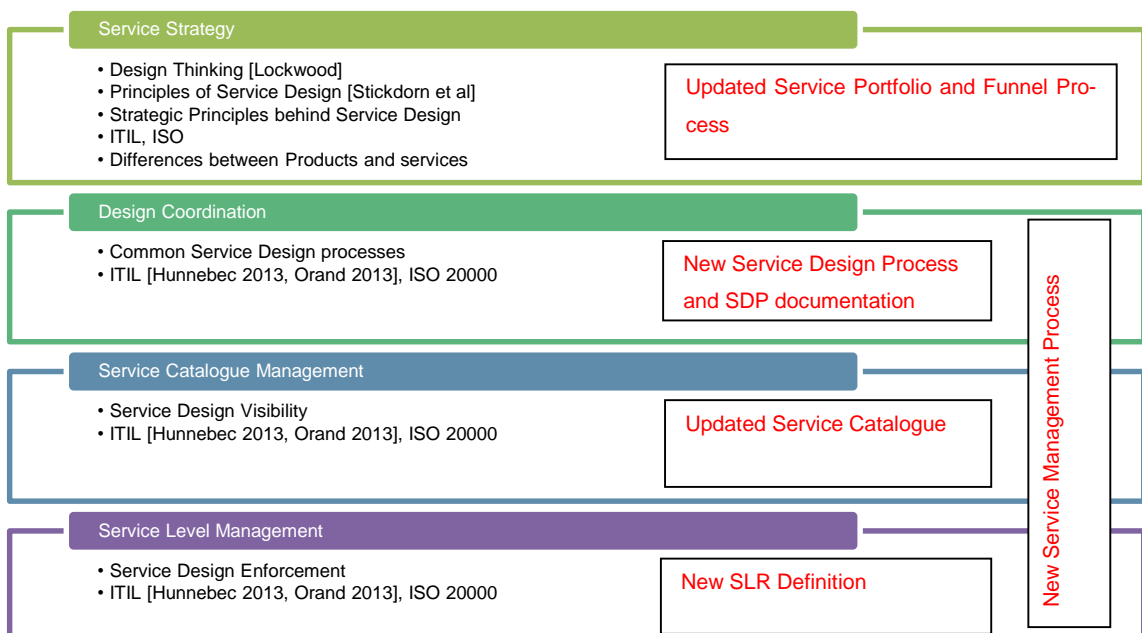 Service Strategy
• Design Thinking [Lockwood]
• Principles of Service Design [Stickdorn et al]
• Strategic Principles behind Service Design
• ITIL, ISO
• Differences between Products and services
Updated Service Portfolio and Funnel Pro-
cess
Design Coordination
• Common Service Design processes
• ITIL [Hunnebec 2013, Orand 2013], ISO 20000
New Service Design Process
and SDP documentation
Service Catalogue Management
• Service Design Visibility
• ITIL [Hunnebec 2013, Orand 2013], ISO 20000
Updated Service Catalogue
Service Level Management
• Service Design Enforcement
• ITIL [Hunnebec 2013, Orand 2013], ISO 20000
New SLR Definition
New Service Management Process